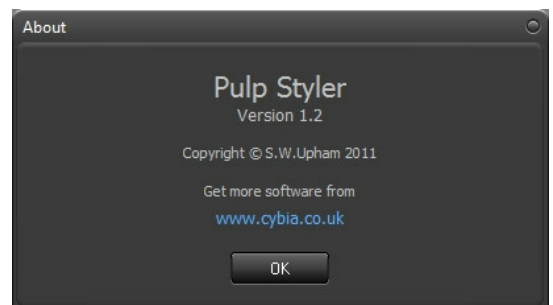 About
Pulp Styler
Version 1.2
Copyright © S.W.Upham 2011
Get more software from
www.cybia.co.uk
OK